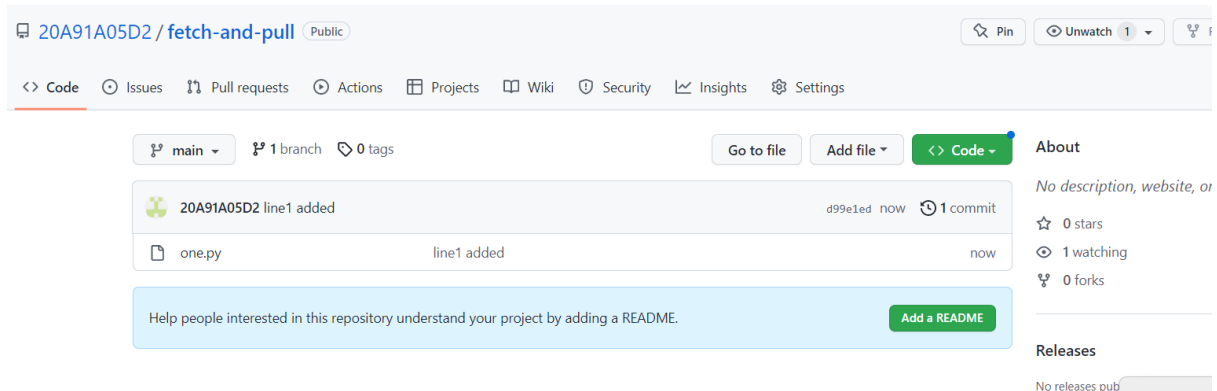 20A91A05D2 / fetch-and-pull Public Pin Unwatch 1
Code Issues Pull requests Actions Projects Wiki Security Insights Settings
main 1 branch 0 tags Go to file Add file Code
About
No description, website,
20A91A05D2 line1 added d99e1ed now 1 commit
0 stars
one.py line1 added now
1 watching
0 forks
Help people interested in this repository understand your project by adding a README. Add a README
Releases
No releases